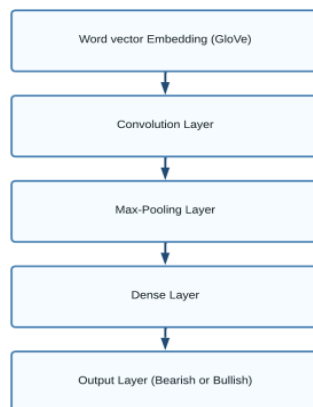 Word vector Embedding (GloVe)
Convolution Layer
Max-Pooling Layer
Dense Layer
Output Layer (Bearish or Bullish)